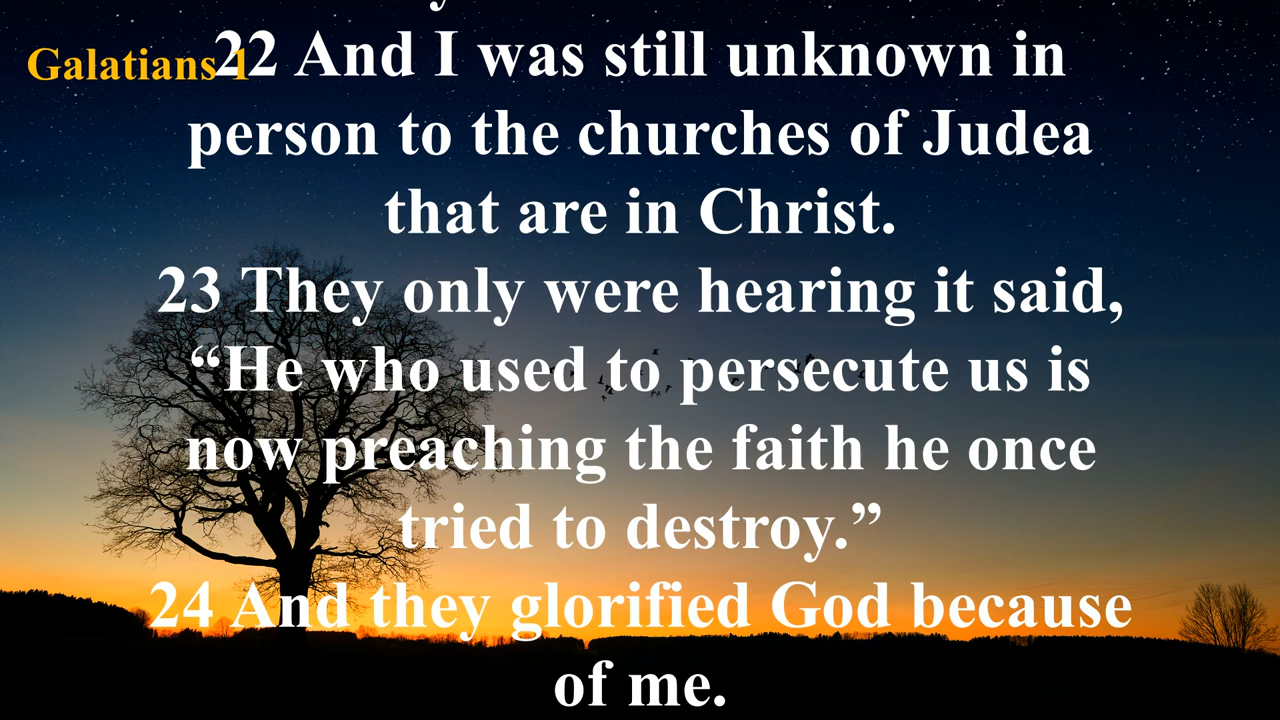 Galatians 1
22 And I was still unknown in
person to the churches of Judea
that are in Christ.
23 They only were hearing it said,
“He who used to persecute us is
now preaching the faith he once
tried to destroy.”
24 And they glorified God because
of me.